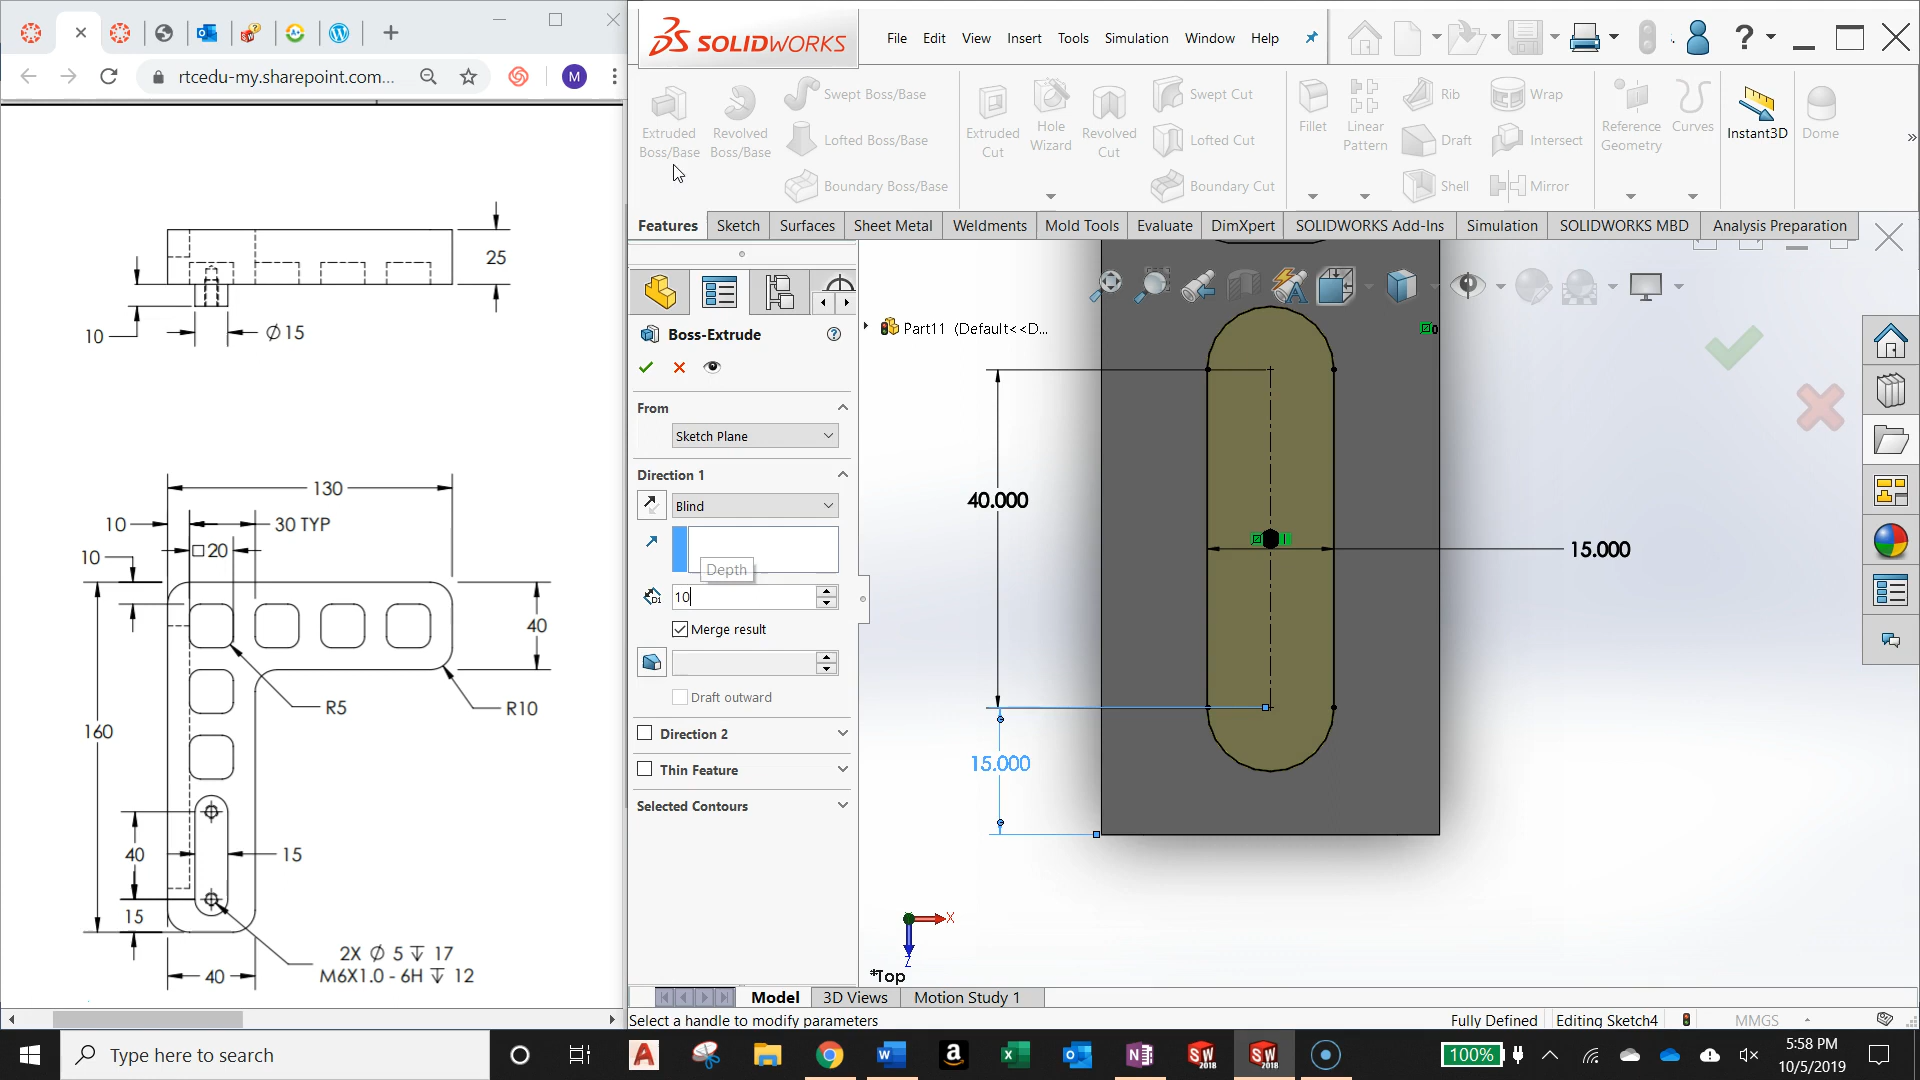 rtcedu-my.sharepoint.com...
M
25
10
Ø 15
130
10
30 TYP
10
□20
40
R5
R10
160
40
15
15
2X Ø 5 ↧ 17
M6X1.0 - 6H ↧ 12
40
SOLIDWORKS
File Edit View Insert Tools Simulation Window Help
?
Extruded Boss/Base
Revolved Boss/Base
Swept Boss/Base
Lofted Boss/Base
Boundary Boss/Base
Extruded Cut
Hole Wizard
Revolved Cut
Swept Cut
Lofted Cut
Boundary Cut
Fillet
Linear Pattern
Rib
Draft
Shell
Wrap
Intersect
Mirror
Reference Geometry
Curves
Instant3D
Dome
»
Features Sketch Surfaces Sheet Metal Weldments Mold Tools Evaluate DimXpert SOLIDWORKS Add-Ins Simulation SOLIDWORKS MBD Analysis Preparation
Boss-Extrude
From
Sketch Plane
Direction 1
Blind
Depth
10
Merge result
Draft outward
Direction 2
Thin Feature
Selected Contours
Part11 (Default<<D...
0
40.000
15.000
15.000
X
Z
*Top
Model 3D Views Motion Study 1
Select a handle to modify parameters
Fully Defined Editing Sketch4 MMGS
Type here to search
SW 2018
SW 2018
100%
5:58 PM
10/5/2019